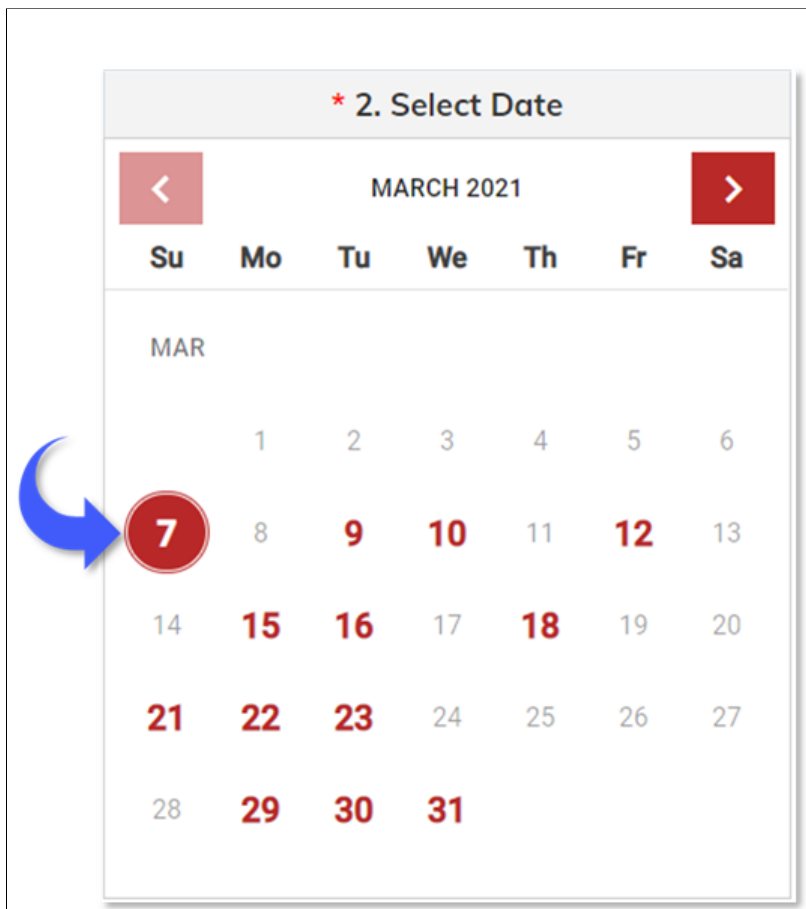 * 2. Select Date
MARCH 2021
Su Mo Tu We Th Fr Sa
MAR
1 2 3 4 5 6
7 8 9 10 11 12 13
14 15 16 17 18 19 20
21 22 23 24 25 26 27
28 29 30 31